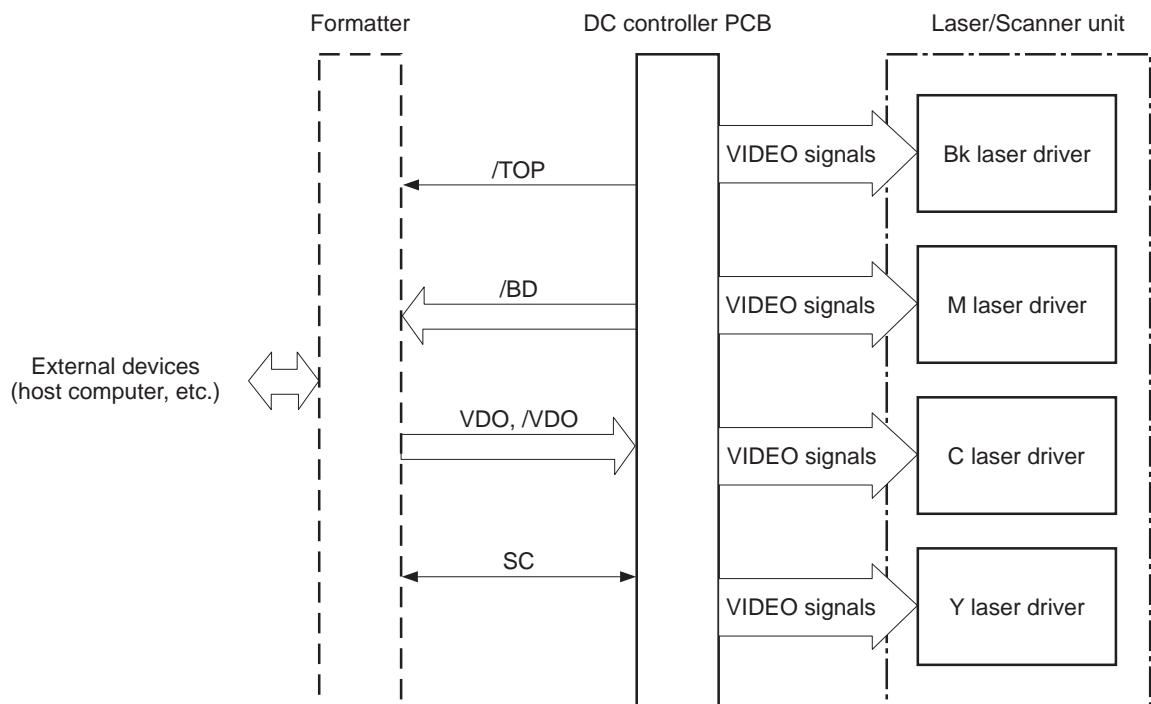 Formatter
DC controller PCB
Laser/Scanner unit
VIDEO signals
Bk laser driver
/TOP
/BD
VIDEO signals
M laser driver
External devices
(host computer, etc.)
VDO, /VDO
VIDEO signals
C laser driver
SC
VIDEO signals
Y laser driver